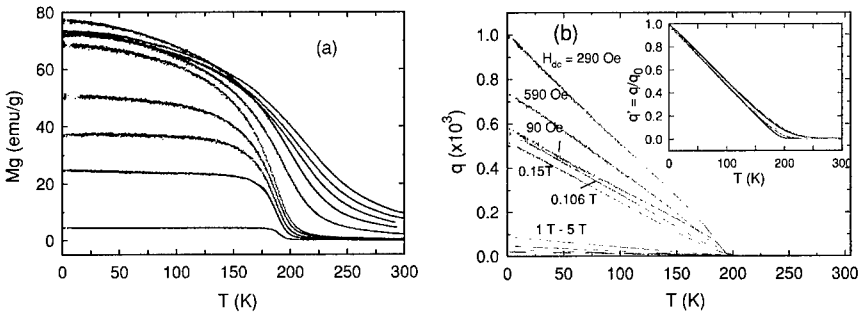 80
70
60
40
20
0
Mg (emu/g)
(a)
0 50 100 150 200 250 300
T (K)
1.0
0.8
0.6
0.4
0.2
0.0
q (x10³)
(b)
H_dc = 290 Oe
590 Oe
90 Oe
0.15T
0.106 T
1 T - 5 T
0 50 100 150 200 250 300
T (K)
1.0
0.8
0.6
0.4
0.2
0.0
q* = q/q₀
0 100 200 300
T (K)